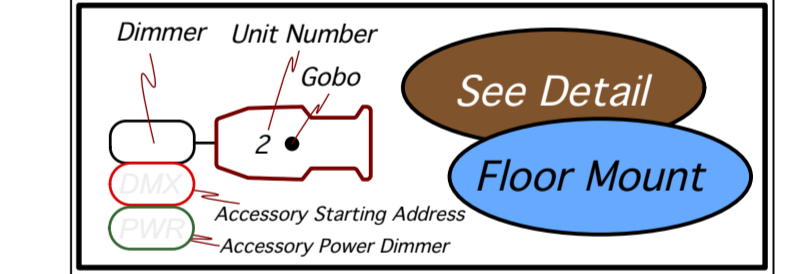 Dimmer Unit Number
Gobo
See Detail
2
DMX
Floor Mount
Accessory Starting Address
PWR
Accessory Power Dimmer